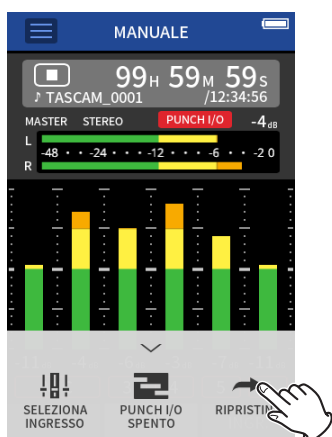 MANUALE
99H 59M 59S
♪ TASCAM_0001 /12:34:56
MASTER STEREO PUNCH I/O -4dB
L
-48 -24 -12 -6 -2 0
R
SELEZIONA PUNCH I/O RIPRISTIN
INGRESSO SPENTO